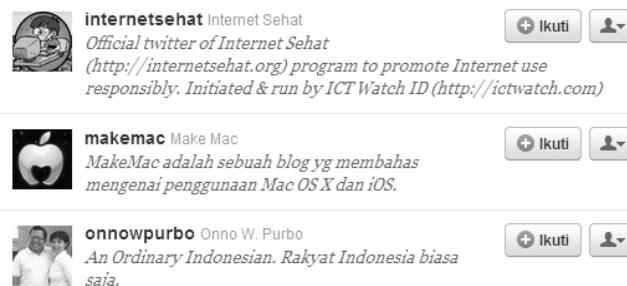 internetsehat Internet Sehat
Ikuti
Official twitter of Internet Sehat
(http://internetsehat.org) program to promote Internet use
responsibly. Initiated & run by ICT Watch ID (http://ictwatch.com)
makemac Make Mac
Ikuti
MakeMac adalah sebuah blog yg membahas
mengenai penggunaan Mac OS X dan iOS.
onnowpurbo Onno W. Purbo
Ikuti
An Ordinary Indonesian. Rakyat Indonesia biasa
saja.